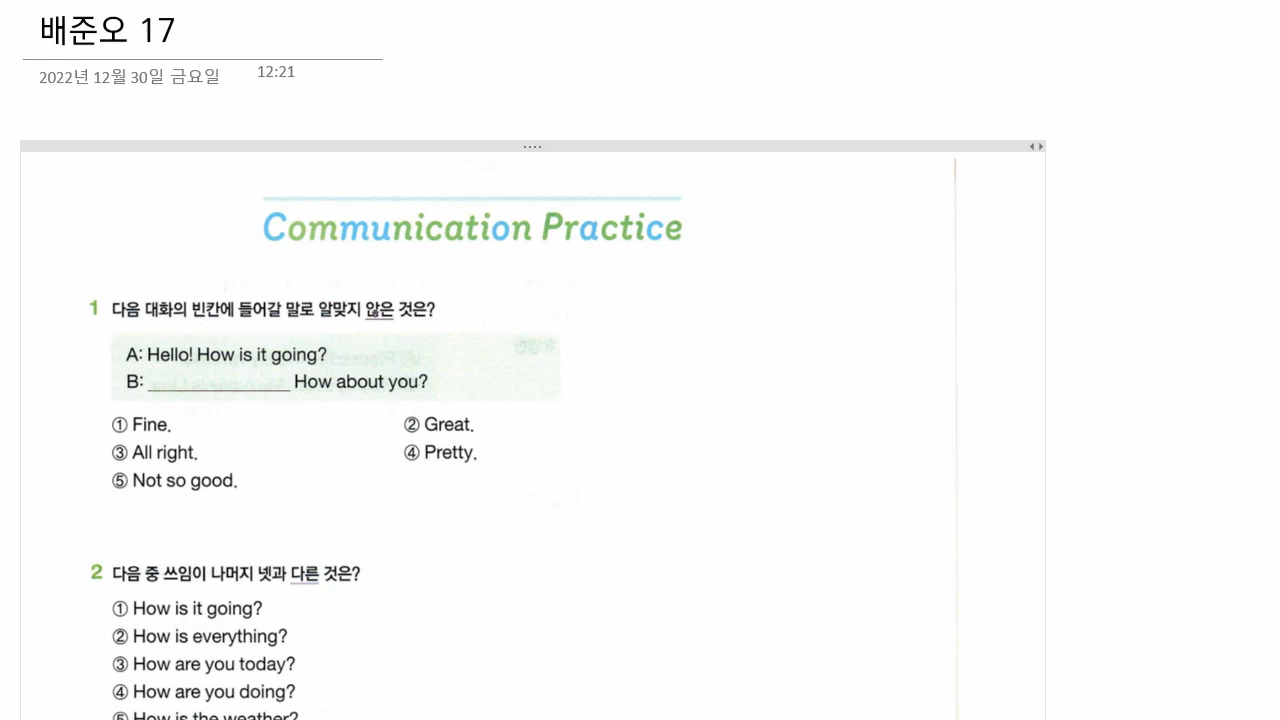 배준오 17
2022년 12월 30일 금요일 12:21
Communication Practice
1 다음 대화의 빈칸에 들어갈 말로 알맞지 않은 것은?
A: Hello! How is it going?
B: ______________ How about you?
① Fine. ② Great.
③ All right. ④ Pretty.
⑤ Not so good.
2 다음 중 쓰임이 나머지 넷과 다른 것은?
① How is it going?
② How is everything?
③ How are you today?
④ How are you doing?
⑤ How is the weather?